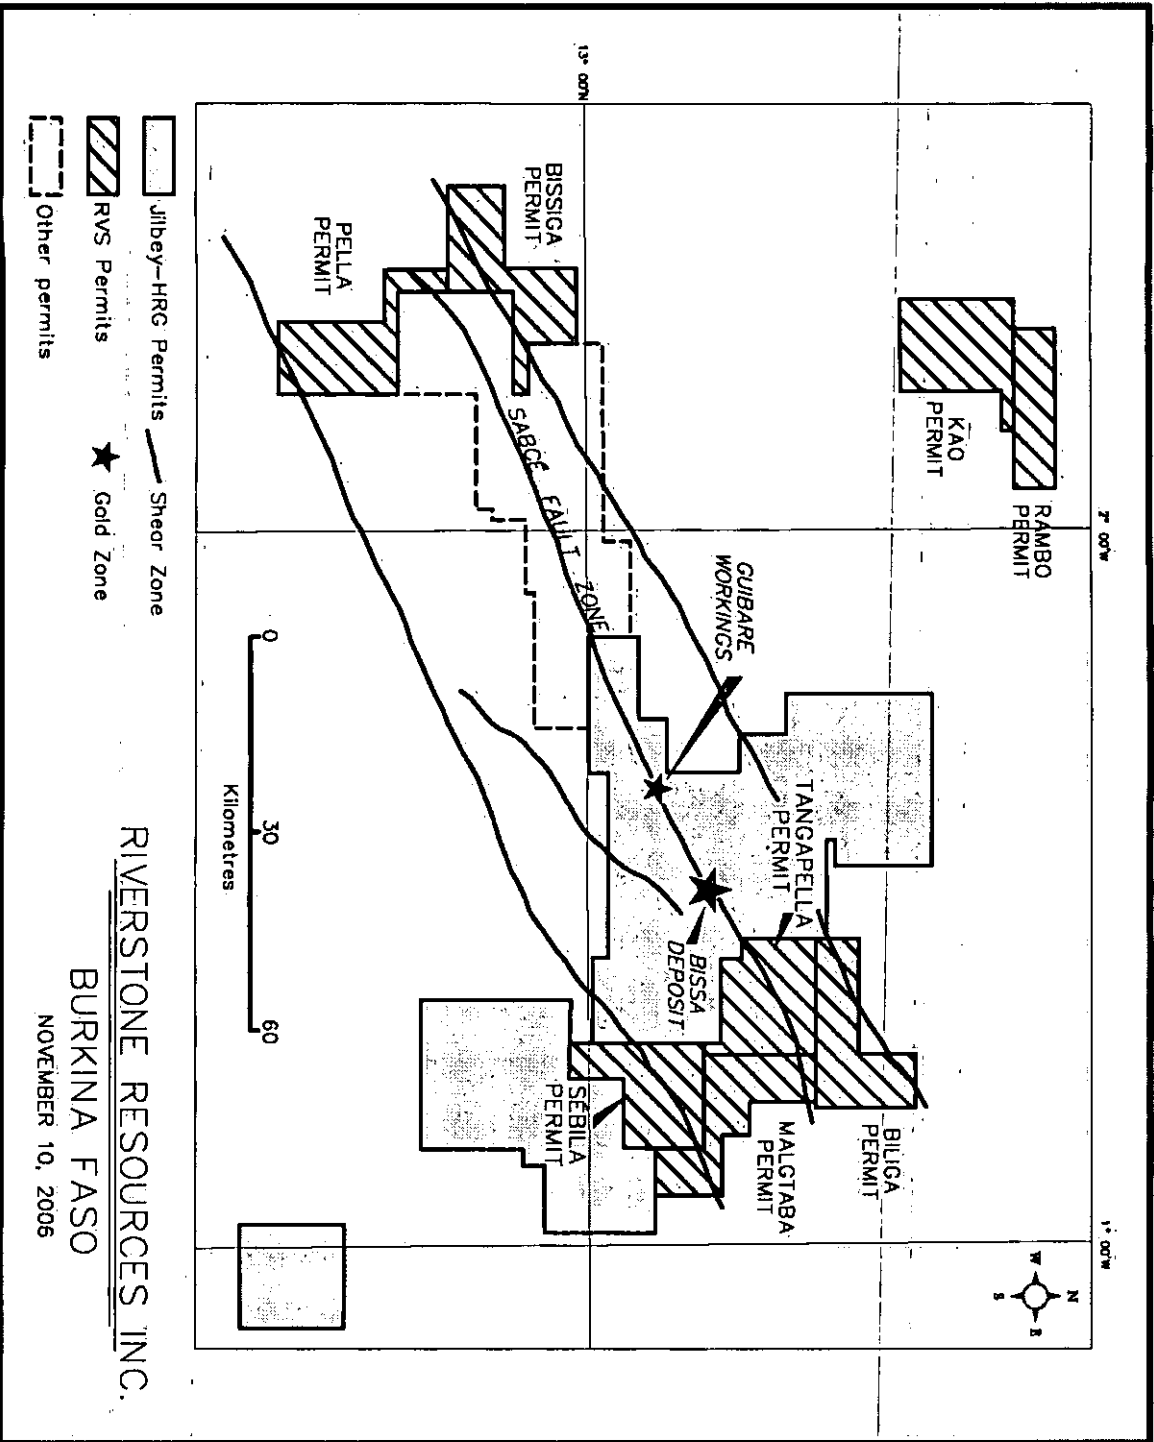 2° 00'W
1° 00'W
N
W
E
S
RAMBO
PERMIT
KAO
PERMIT
13° 00'N
BISSIGA
PERMIT
PELLA
PERMIT
SABCE FAULT ZONE
GUIBARE
WORKINGS
TANGAPELLA
PERMIT
BISSA
DEPOSIT
BILIGA
PERMIT
MALGTABA
PERMIT
SEBILA
PERMIT
Jilbey-HRG Permits
Shear Zone
RVS Permits
Gold Zone
Other permits
0
30
60
Kilometres
RIVERSTONE RESOURCES INC.
BURKINA FASO
NOVEMBER 10, 2006